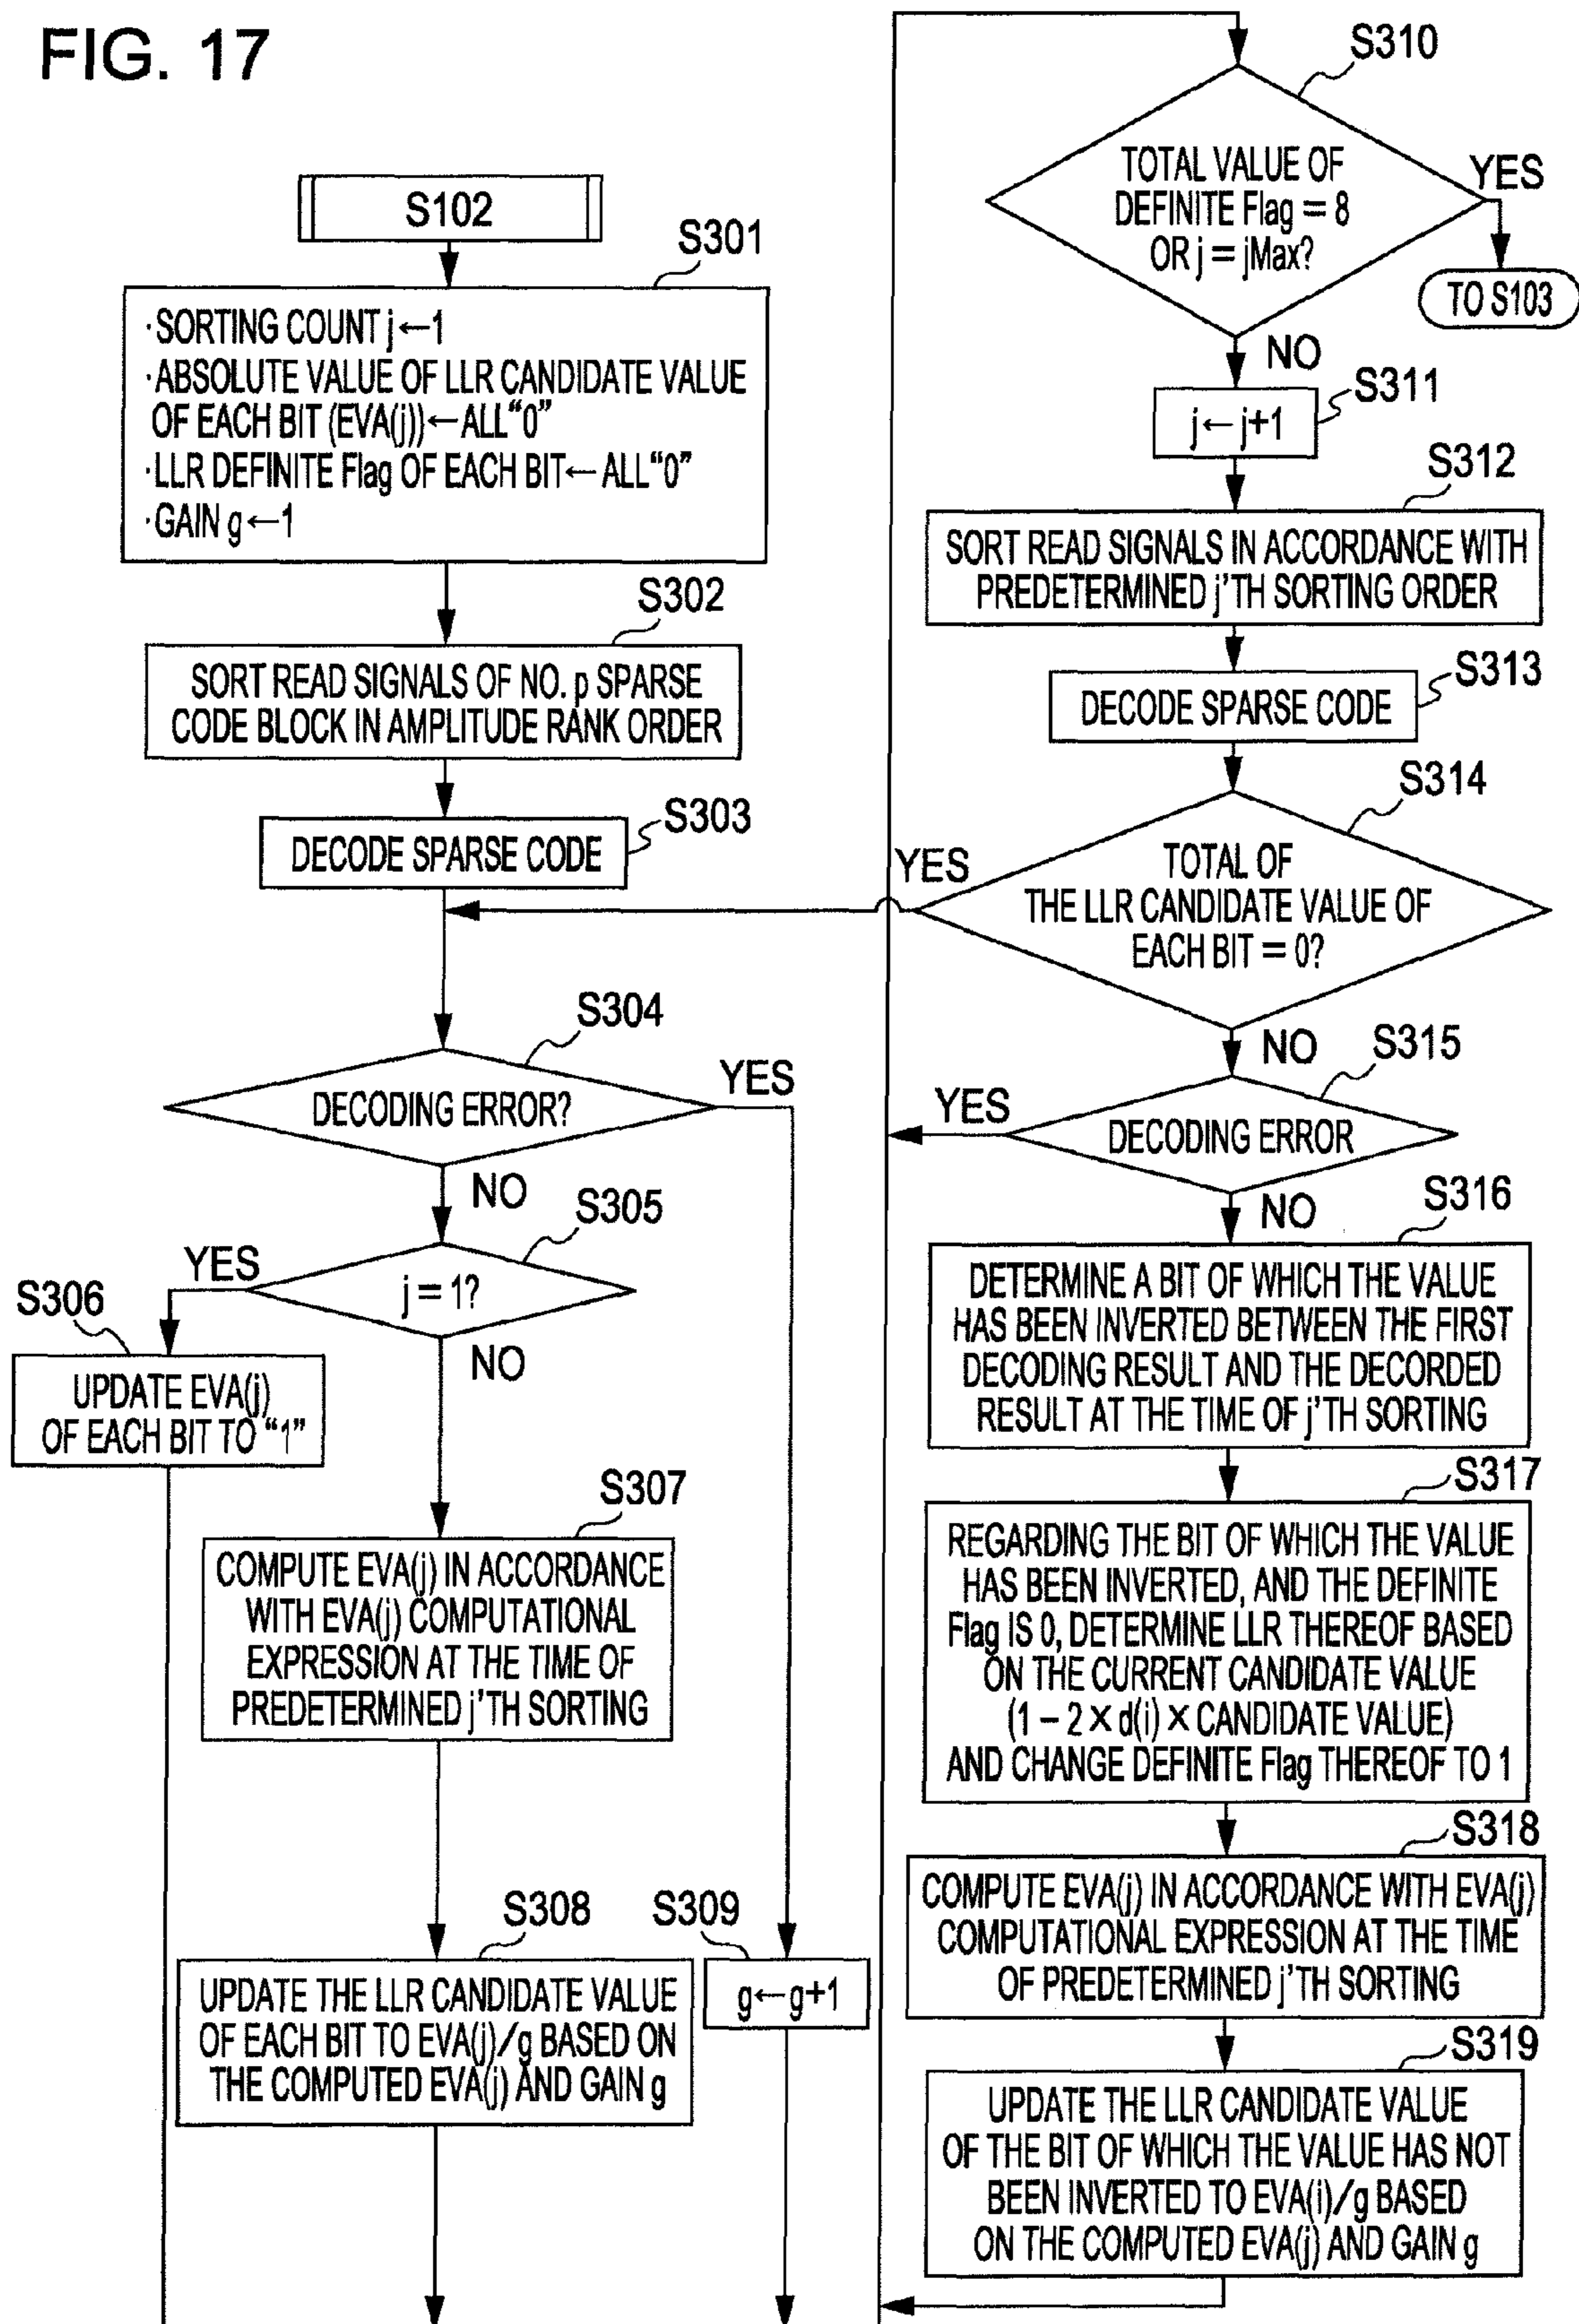 FIG. 17
S102
S301
·SORTING COUNT j←1
·ABSOLUTE VALUE OF LLR CANDIDATE VALUE
OF EACH BIT (EVA(j))←ALL“0”
·LLR DEFINITE Flag OF EACH BIT←ALL“0”
·GAIN g←1
S302
SORT READ SIGNALS OF NO. p SPARSE
CODE BLOCK IN AMPLITUDE RANK ORDER
S303
DECODE SPARSE CODE
S304
DECODING ERROR?
YES
NO
S305
j = 1?
YES
NO
S306
UPDATE EVA(j)
OF EACH BIT TO “1”
S307
COMPUTE EVA(j) IN ACCORDANCE
WITH EVA(j) COMPUTATIONAL
EXPRESSION AT THE TIME OF
PREDETERMINED j’TH SORTING
S308
UPDATE THE LLR CANDIDATE VALUE
OF EACH BIT TO EVA(j)/g BASED ON
THE COMPUTED EVA(j) AND GAIN g
S309
g←g+1
S310
TOTAL VALUE OF
DEFINITE Flag = 8
OR j = jMax?
YES
TO S103
NO
S311
j←j+1
S312
SORT READ SIGNALS IN ACCORDANCE WITH
PREDETERMINED j’TH SORTING ORDER
S313
DECODE SPARSE CODE
S314
TOTAL OF
THE LLR CANDIDATE VALUE OF
EACH BIT = 0?
YES
NO
S315
DECODING ERROR
YES
NO
S316
DETERMINE A BIT OF WHICH THE VALUE
HAS BEEN INVERTED BETWEEN THE FIRST
DECODING RESULT AND THE DECORDED
RESULT AT THE TIME OF j’TH SORTING
S317
REGARDING THE BIT OF WHICH THE VALUE
HAS BEEN INVERTED, AND THE DEFINITE
Flag IS 0, DETERMINE LLR THEREOF BASED
ON THE CURRENT CANDIDATE VALUE
(1 − 2 × d(i) × CANDIDATE VALUE)
AND CHANGE DEFINITE Flag THEREOF TO 1
S318
COMPUTE EVA(j) IN ACCORDANCE WITH EVA(j)
COMPUTATIONAL EXPRESSION AT THE TIME
OF PREDETERMINED j’TH SORTING
S319
UPDATE THE LLR CANDIDATE VALUE
OF THE BIT OF WHICH THE VALUE HAS NOT
BEEN INVERTED TO EVA(i)/g BASED
ON THE COMPUTED EVA(j) AND GAIN g